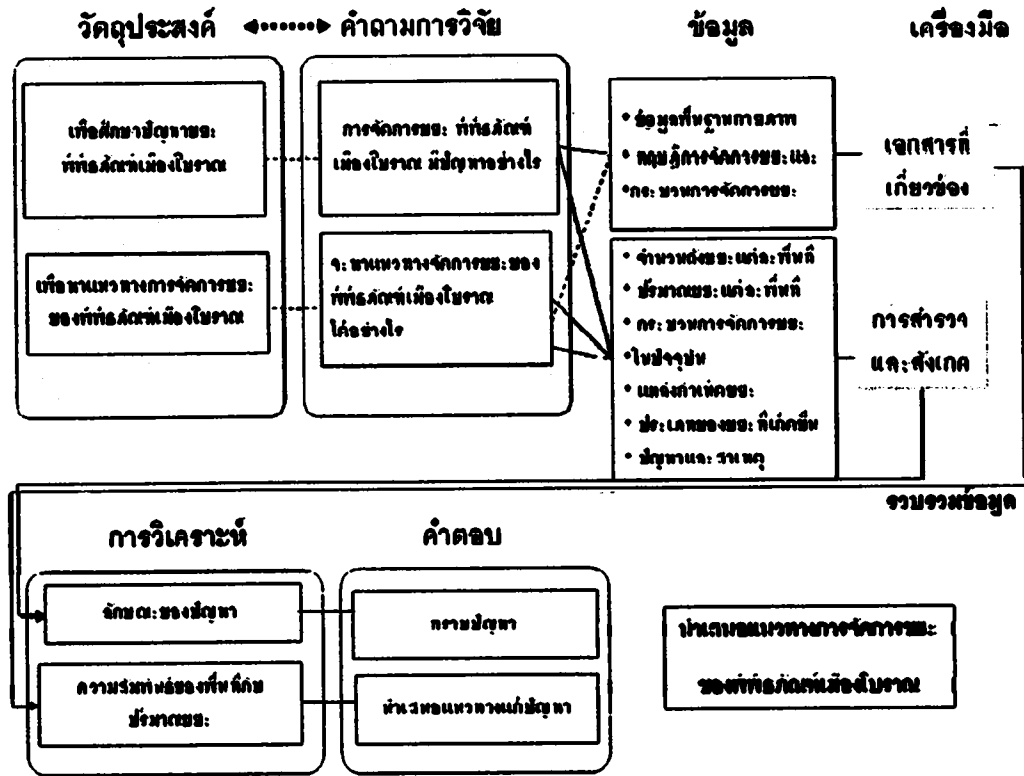 วัตถุประสงค์
คำถามการวิจัย
ข้อมูล
เครื่องมือ
เพื่อศึกษาปัญหาขยะ
พิพิธภัณฑ์เมืองโบราณ
การจัดการขยะ พิพิธภัณฑ์
เมืองโบราณ มีปัญหาอย่างไร
• ข้อมูลพื้นฐานกายภาพ
• ทฤษฎีการจัดการขยะและ
• กระบวนการจัดการขยะ
เอกสารที่
เกี่ยวข้อง
เพื่อหาแนวทางการจัดการขยะ
ของพิพิธภัณฑ์เมืองโบราณ
จะหาแนวทางจัดการขยะของ
พิพิธภัณฑ์เมืองโบราณ
ได้อย่างไร
• จำนวนถังขยะแต่ละพื้นที่
• ปริมาณขยะแต่ละพื้นที่
• กระบวนการจัดการขยะ
• ในปัจจุบัน
• แหล่งกำเนิดขยะ
• ประเภทของขยะที่เกิดขึ้น
• ปัญหาและสาเหตุ
การสำรวจ
และสังเกต
รวบรวมข้อมูล
การวิเคราะห์
คำตอบ
ลักษณะของปัญหา
ทราบปัญหา
ความสัมพันธ์ของพื้นที่กับ
ปริมาณขยะ
นำเสนอแนวทางแก้ปัญหา
นำเสนอแนวทางการจัดการขยะ
ของพิพิธภัณฑ์เมืองโบราณ